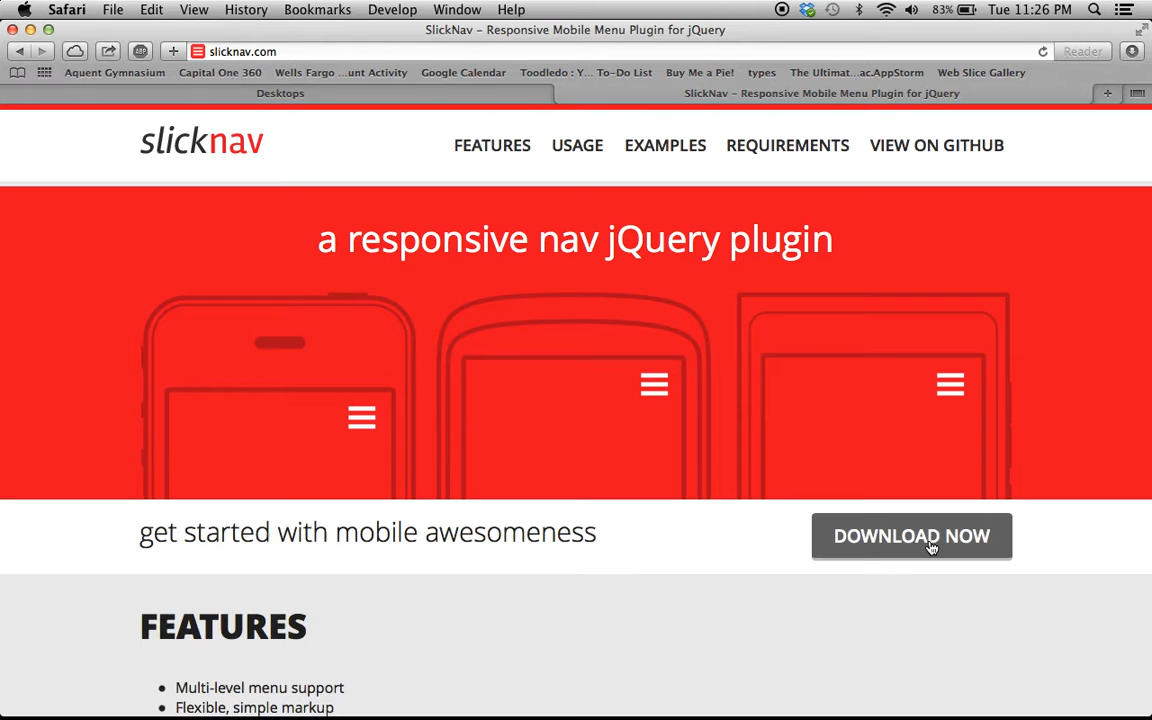 Safari File Edit View History Bookmarks Develop Window Help 83% Tue 11:26 PM
SlickNav – Responsive Mobile Menu Plugin for jQuery
ABP slicknav.com Reader
Aquent Gymnasium Capital One 360 Wells Fargo ...unt Activity Google Calendar Toodledo : Y... To-Do List Buy Me a Pie! types The Ultimat...ac.AppStorm Web Slice Gallery
Desktops SlickNav – Responsive Mobile Menu Plugin for jQuery
slicknav FEATURES USAGE EXAMPLES REQUIREMENTS VIEW ON GITHUB
a responsive nav jQuery plugin
get started with mobile awesomeness DOWNLOAD NOW
FEATURES
• Multi-level menu support
• Flexible, simple markup